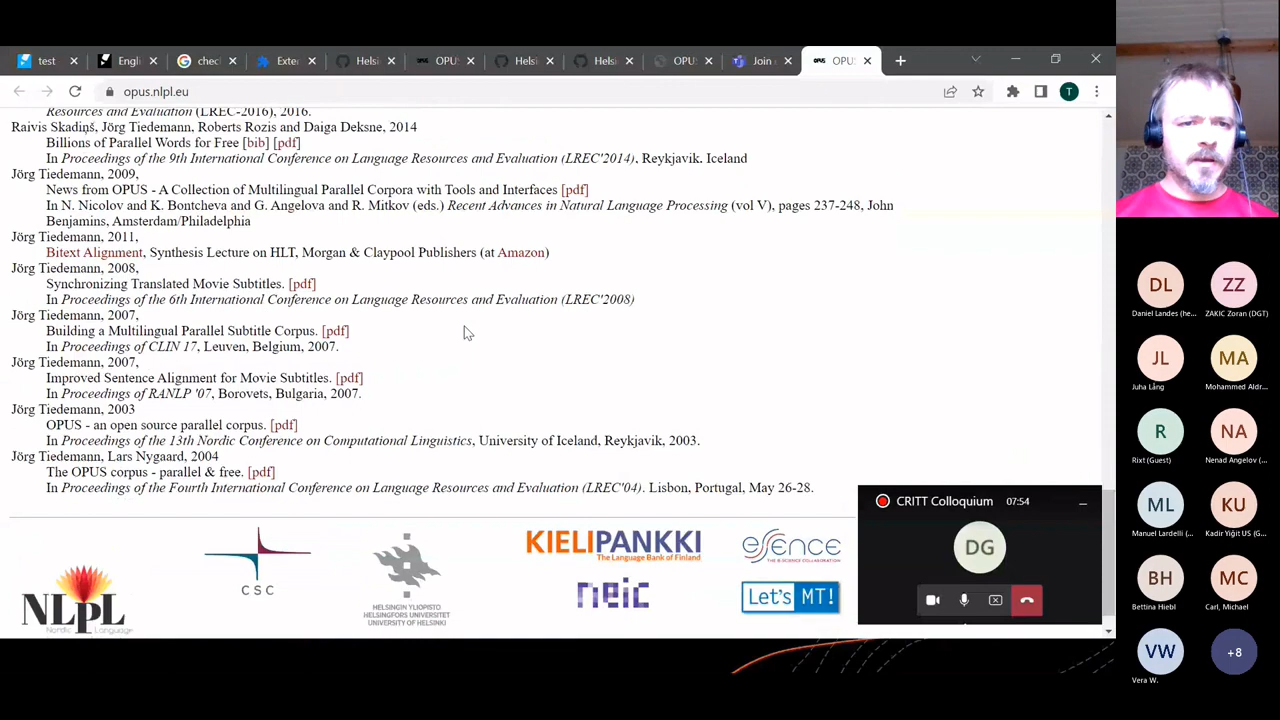 test
Engli
chec
Exter
Helsi
OPU
Helsi
Helsi
OPU
Join
OPU
opus.nlpl.eu
T
Resources and Evaluation (LREC-2016), 2016.
Raivis Skadiņš, Jörg Tiedemann, Roberts Rozis and Daiga Deksne, 2014
Billions of Parallel Words for Free [bib] [pdf]
In Proceedings of the 9th International Conference on Language Resources and Evaluation (LREC'2014), Reykjavik, Iceland
Jörg Tiedemann, 2009,
News from OPUS - A Collection of Multilingual Parallel Corpora with Tools and Interfaces [pdf]
In N. Nicolov and K. Bontcheva and G. Angelova and R. Mitkov (eds.) Recent Advances in Natural Language Processing (vol V), pages 237-248, John
Benjamins, Amsterdam/Philadelphia
Jörg Tiedemann, 2011,
Bitext Alignment, Synthesis Lecture on HLT, Morgan & Claypool Publishers (at Amazon)
Jörg Tiedemann, 2008,
Synchronizing Translated Movie Subtitles. [pdf]
In Proceedings of the 6th International Conference on Language Resources and Evaluation (LREC'2008)
Jörg Tiedemann, 2007,
Building a Multilingual Parallel Subtitle Corpus. [pdf]
In Proceedings of CLIN 17, Leuven, Belgium, 2007.
Jörg Tiedemann, 2007,
Improved Sentence Alignment for Movie Subtitles. [pdf]
In Proceedings of RANLP '07, Borovets, Bulgaria, 2007.
Jörg Tiedemann, 2003
OPUS - an open source parallel corpus. [pdf]
In Proceedings of the 13th Nordic Conference on Computational Linguistics, University of Iceland, Reykjavik, 2003.
Jörg Tiedemann, Lars Nygaard, 2004
The OPUS corpus - parallel & free. [pdf]
In Proceedings of the Fourth International Conference on Language Resources and Evaluation (LREC'04). Lisbon, Portugal, May 26-28.
NLPL
Nordic Language
CSC
HELSINGIN YLIOPISTO
HELSINGFORS UNIVERSITET
UNIVERSITY OF HELSINKI
KIELIPANKKI
The Language Bank of Finland
neic
essence
THE E-SCIENCE COLLABORATION
Let's MT!
CRITT Colloquium 07:54
DG
DL
Daniel Landes (he...
ZZ
ZAKIC Zoran (DGT)
JL
Juha Lång
MA
Mohammed Aldr...
R
Rixt (Guest)
NA
Nenad Angelov (...
ML
Manuel Lardelli (...
KU
Kadir Yiğit US (G...
BH
Bettina Hiebl
MC
Carl, Michael
VW
Vera W.
+8